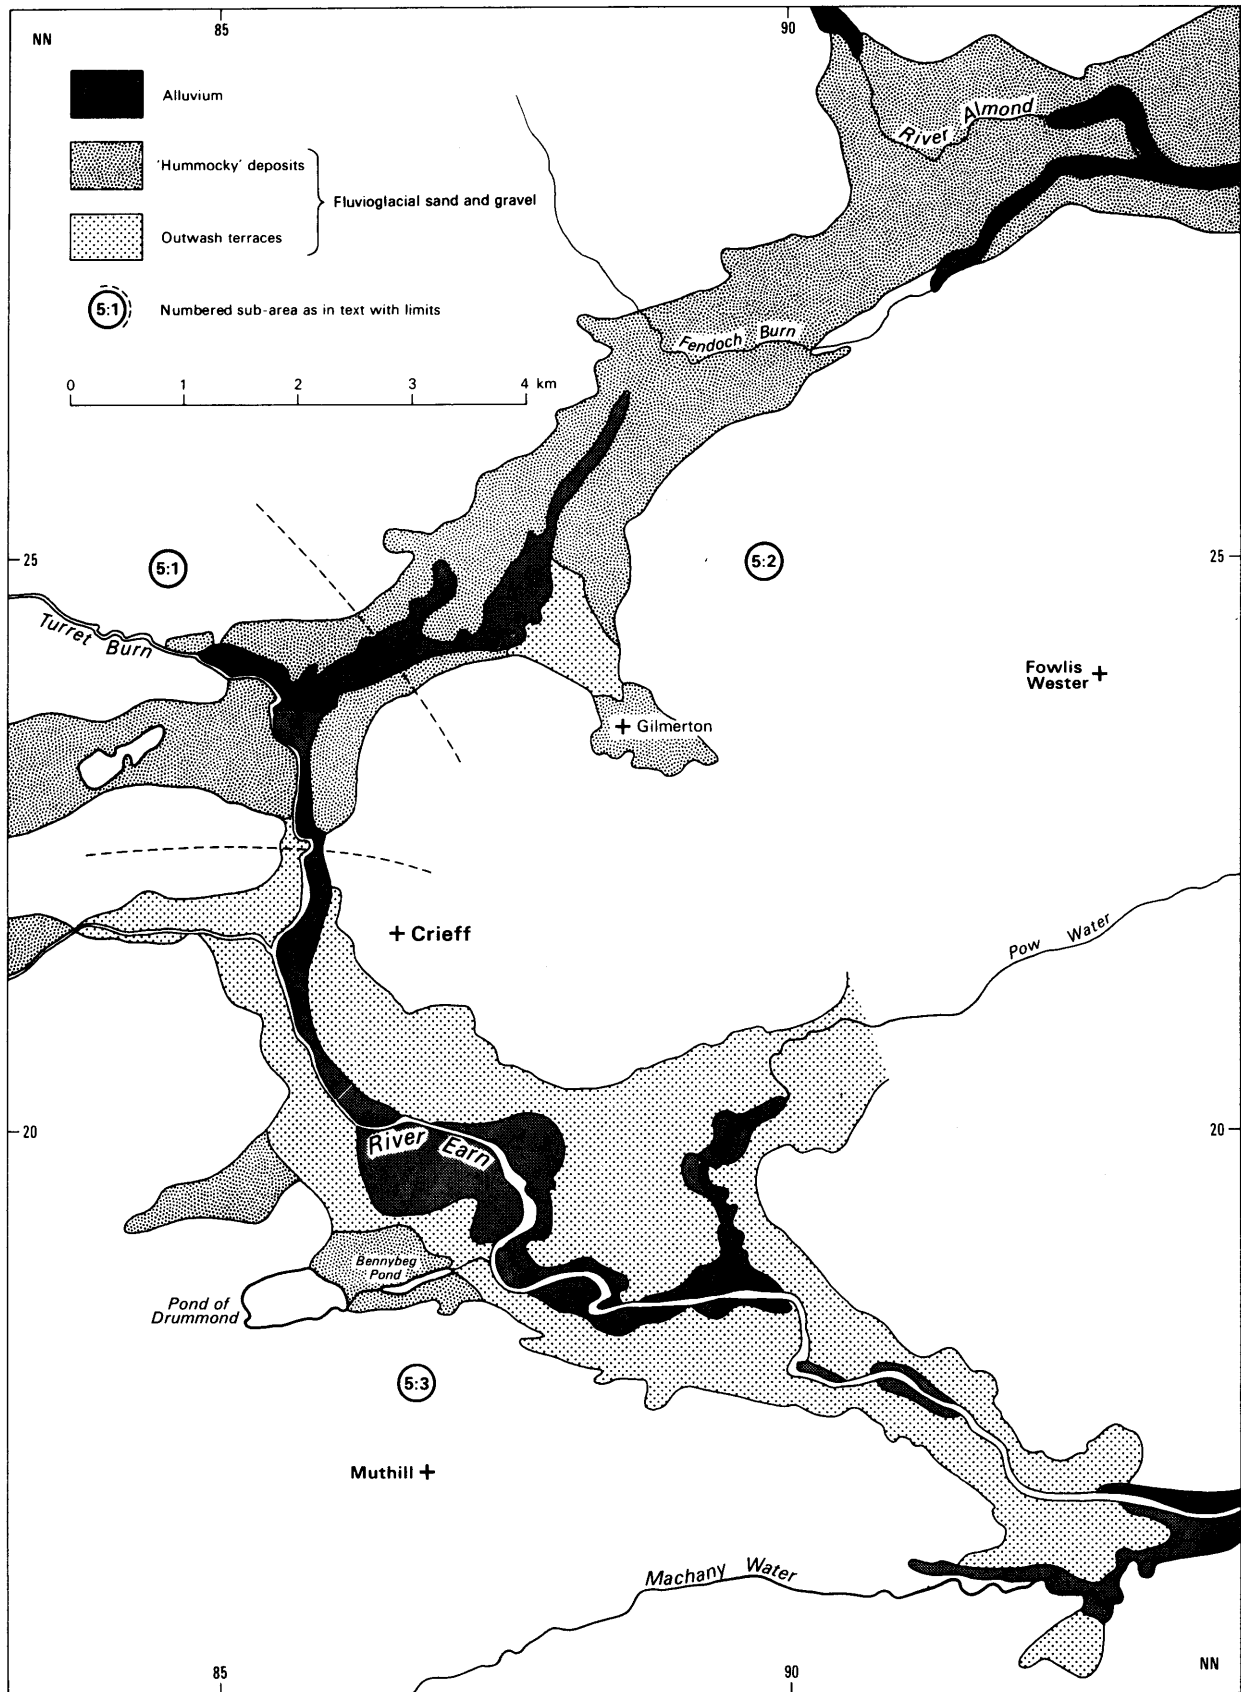 NN
85
90
Alluvium
'Hummocky' deposits
Fluvioglacial sand and gravel
Outwash terraces
5:1
Numbered sub-area as in text with limits
0 1 2 3 4 km
River Almond
Fendoch Burn
25
5:1
5:2
25
Turret Burn
Fowlis
Wester
Gilmerton
Crieff
Pow Water
20
River Earn
20
Bennybeg
Pond
Pond of
Drummond
5:3
Muthill
Machany Water
85
90
NN